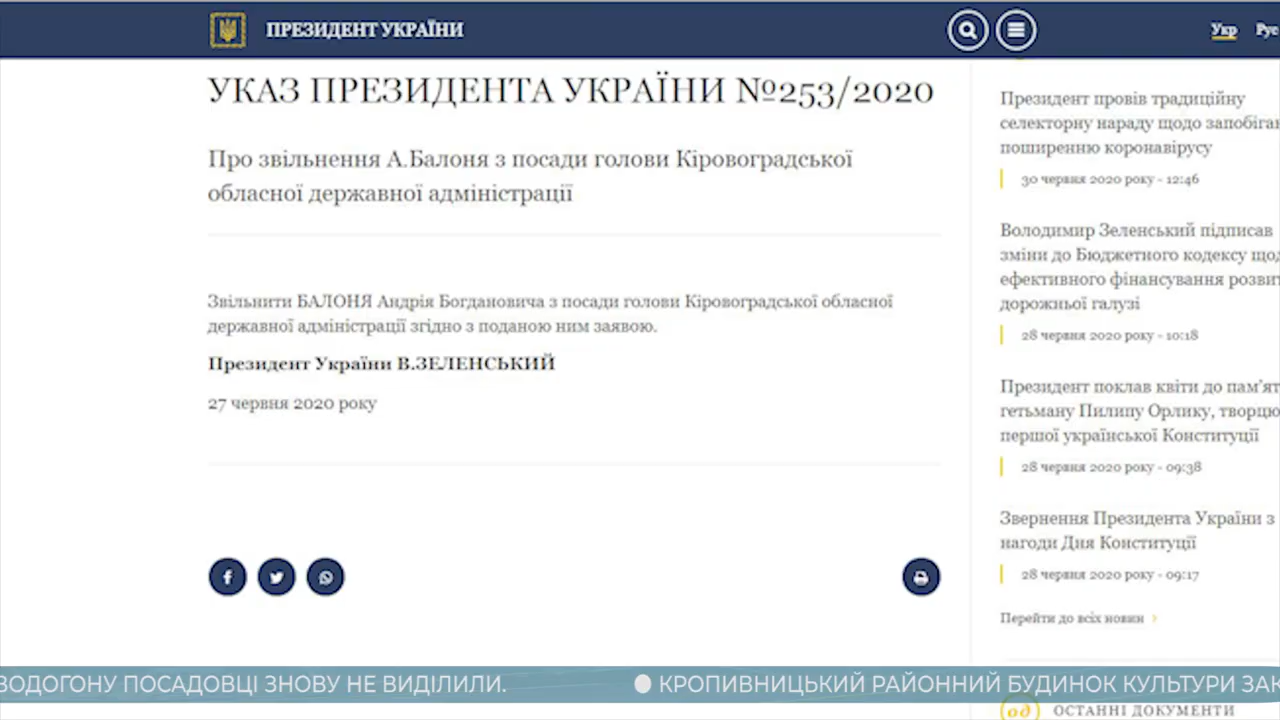 ПРЕЗИДЕНТ УКРАЇНИ
Укр Рус
УКАЗ ПРЕЗИДЕНТА УКРАЇНИ №253/2020
Про звільнення А.Балоня з посади голови Кіровоградської
обласної державної адміністрації
Звільнити БАЛОНЯ Андрія Богдановича з посади голови Кіровоградської обласної
державної адміністрації згідно з поданою ним заявою.
Президент України В.ЗЕЛЕНСЬКИЙ
27 червня 2020 року
Президент провів традиційну
селекторну нараду щодо запобіган
поширенню коронавірусу
30 червня 2020 року - 12:46
Володимир Зеленський підписав
зміни до Бюджетного кодексу щод
ефективного фінансування розвит
дорожньої галузі
28 червня 2020 року - 10:18
Президент поклав квіти до пам'ят
гетьману Пилипу Орлику, творцю
першої української Конституції
28 червня 2020 року - 09:38
Звернення Президента України з
нагоди Дня Конституції
28 червня 2020 року - 09:17
Перейти до всіх новин
ВОДОГОНУ ПОСАДОВЦІ ЗНОВУ НЕ ВИДІЛИЛИ. КРОПИВНИЦЬКИЙ РАЙОННИЙ БУДИНОК КУЛЬТУРИ ЗАК
од ОСТАННІ ДОКУМЕНТИ